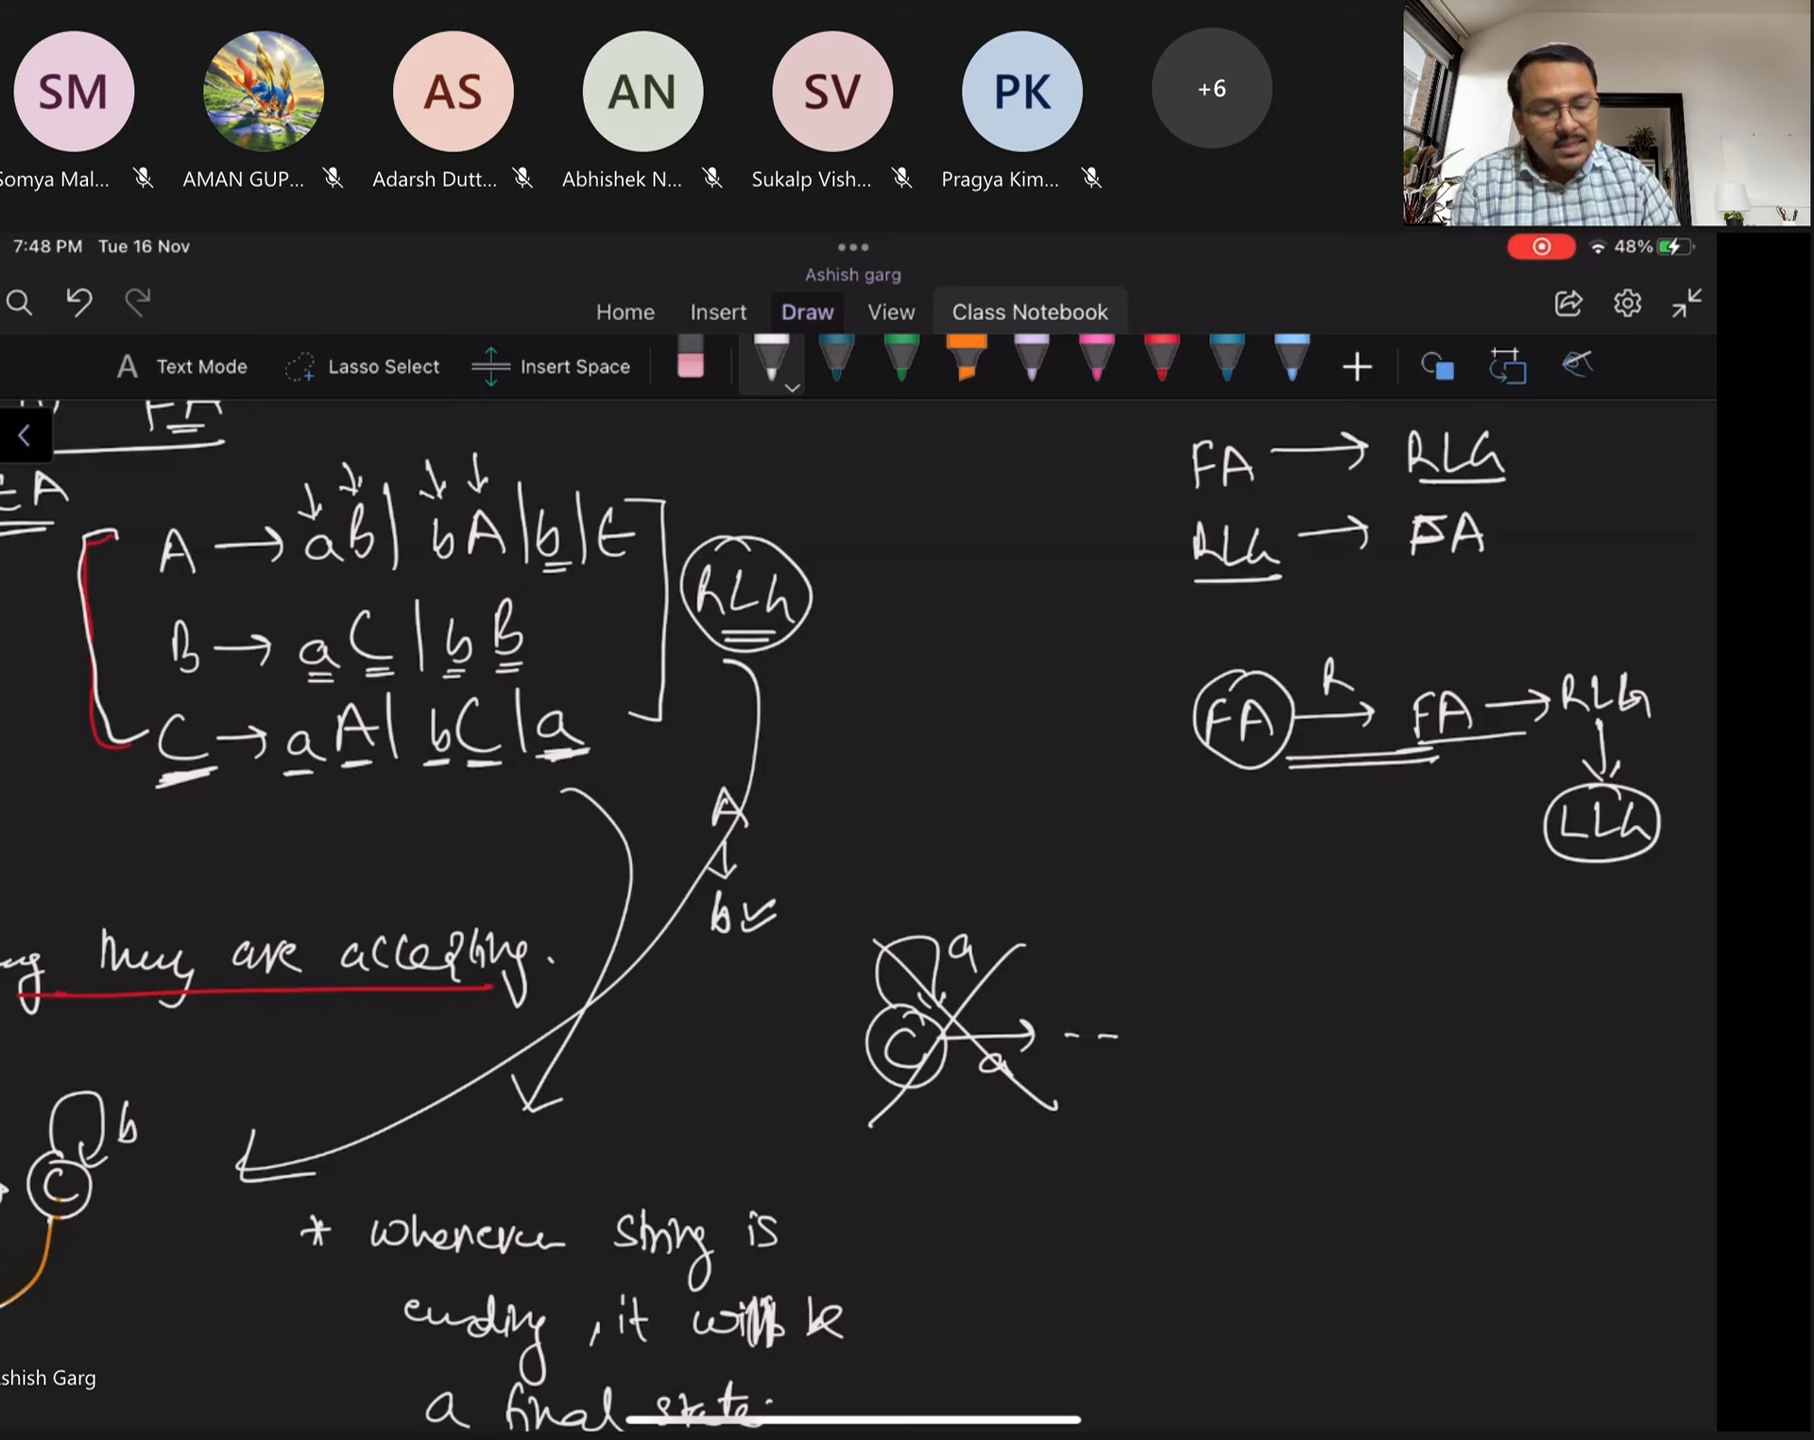 SM AS AN SV PK +6
Somya Mal... AMAN GUP... Adarsh Dutt... Abhishek N... Sukalp Vish... Pragya Kim...
7:48 PM Tue 16 Nov
48%
Ashish garg
Home Insert Draw View Class Notebook
A Text Mode Lasso Select Insert Space
FA
FA → RLG
A
A → aB | bA | b | ε
RLG
RLG → FA
B → aC | bB
C → aA | bC | a
FA R→ FA → RLG
↓
LLG
A
↓
b
they are accepting.
a
C → - -
a
b
C
* whenever string is
ending, it will be
a final state.
shish Garg